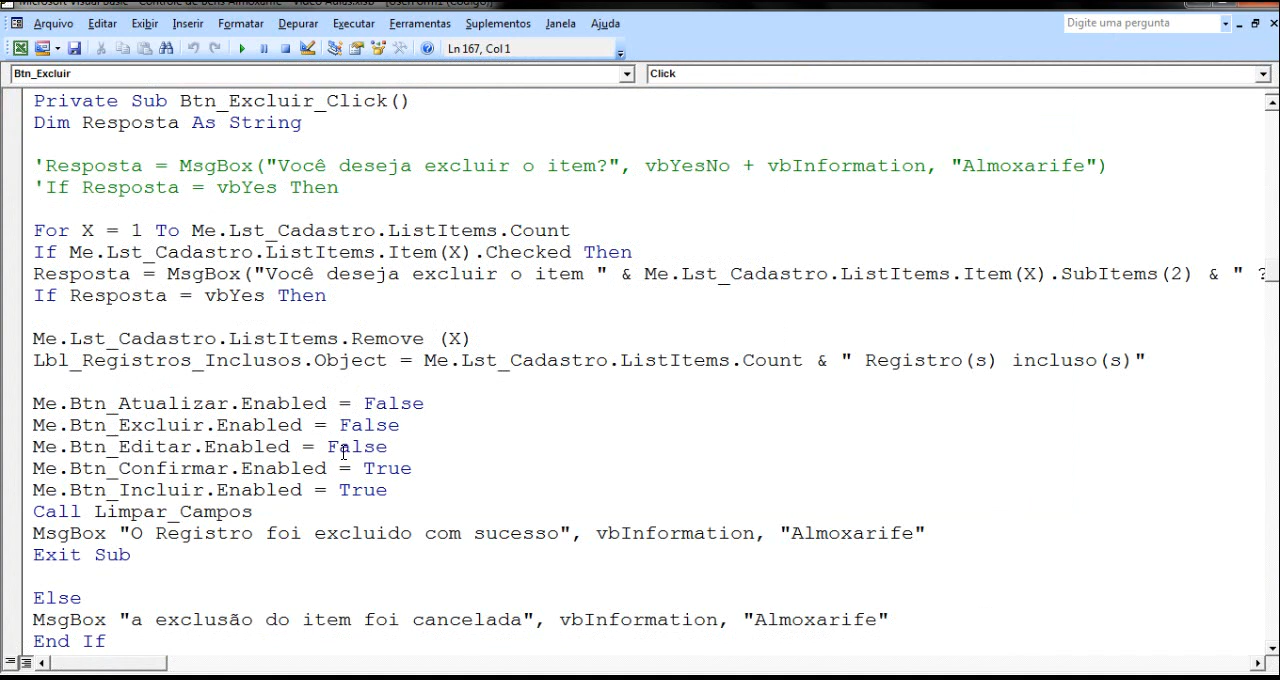 Arquivo Editar Exibir Inserir Formatar Depurar Executar Ferramentas Suplementos Janela Ajuda Digite uma pergunta
Ln 167, Col 1
Btn_Excluir Click
Private Sub Btn_Excluir_Click()
Dim Resposta As String
'Resposta = MsgBox("Você deseja excluir o item?", vbYesNo + vbInformation, "Almoxarife")
'If Resposta = vbYes Then
For X = 1 To Me.Lst_Cadastro.ListItems.Count
If Me.Lst_Cadastro.ListItems.Item(X).Checked Then
Resposta = MsgBox("Você deseja excluir o item " & Me.Lst_Cadastro.ListItems.Item(X).SubItems(2) & " ?
If Resposta = vbYes Then
Me.Lst_Cadastro.ListItems.Remove (X)
Lbl_Registros_Inclusos.Object = Me.Lst_Cadastro.ListItems.Count & " Registro(s) incluso(s)"
Me.Btn_Atualizar.Enabled = False
Me.Btn_Excluir.Enabled = False
Me.Btn_Editar.Enabled = False
Me.Btn_Confirmar.Enabled = True
Me.Btn_Incluir.Enabled = True
Call Limpar_Campos
MsgBox "O Registro foi excluido com sucesso", vbInformation, "Almoxarife"
Exit Sub
Else
MsgBox "a exclusão do item foi cancelada", vbInformation, "Almoxarife"
End If